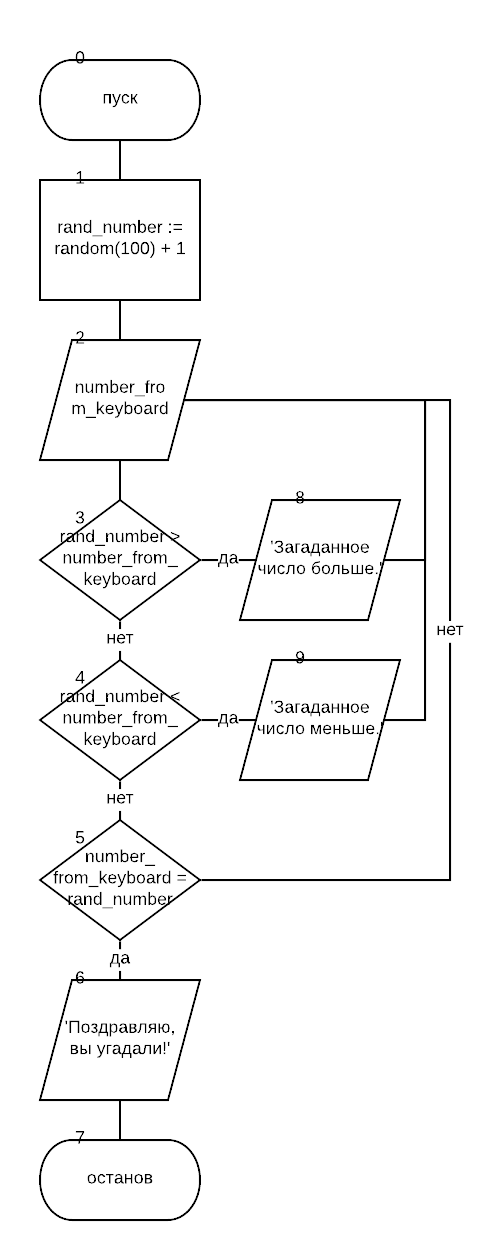 0
пуск
1
rand_number :=
random(100) + 1
2
number_fro
m_keyboard
3
rand_number >
number_from_
keyboard
да
8
'Загаданное
число больше.'
нет
нет
4
rand_number <
number_from_
keyboard
да
9
'Загаданное
число меньше.'
нет
5
number_
from_keyboard =
rand_number
да
6
'Поздравляю,
вы угадали!'
7
останов